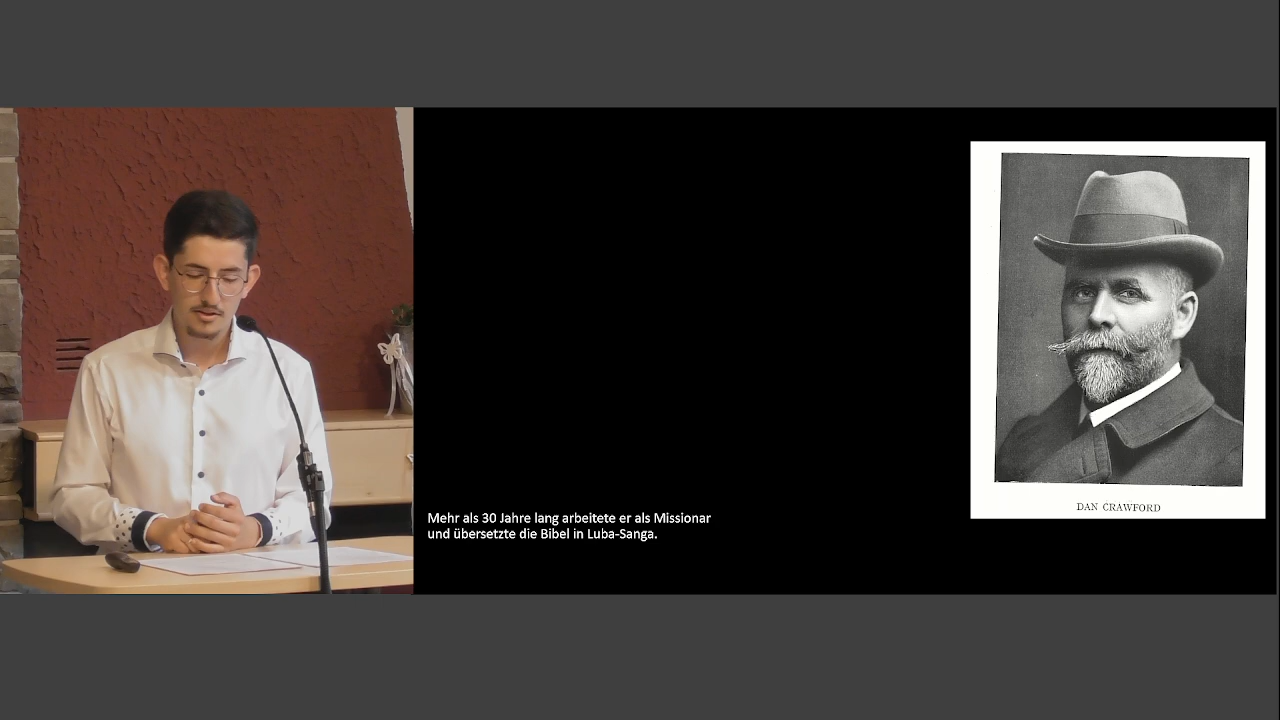 Mehr als 30 Jahre lang arbeitete er als Missionar
und übersetzte die Bibel in Luba-Sanga.
DAN CRAWFORD